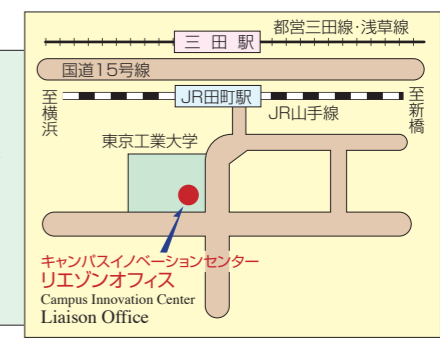 都営三田線・浅草線
三田駅
国道15号線
JR田町駅
至横浜
至新橋
JR山手線
東京工業大学
キャンパスイノベーションセンター
リエゾンオフィス
Campus Innovation Center
Liaison Office